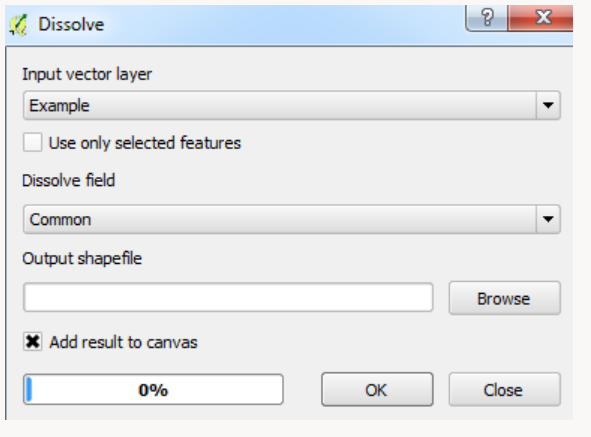 Dissolve
Input vector layer
Example
Use only selected features
Dissolve field
Common
Output shapefile
Browse
Add result to canvas
0%
OK
Close